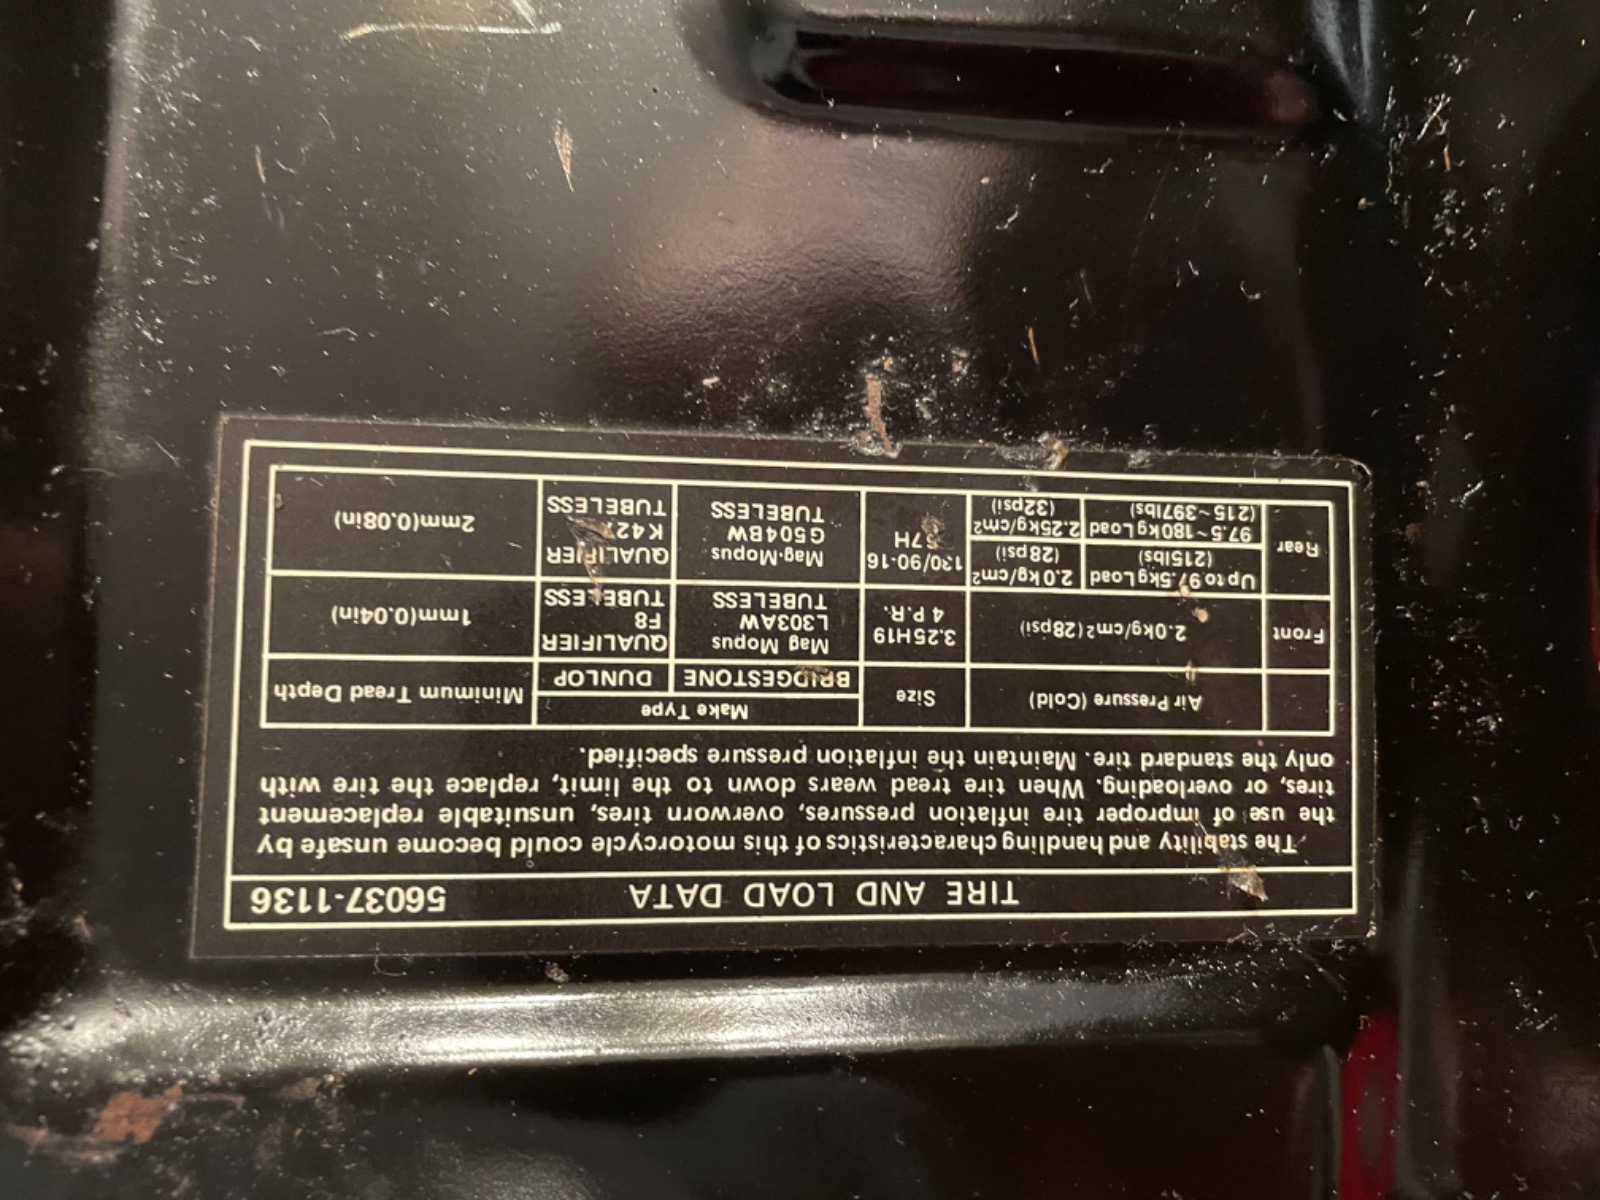 TIRE AND LOAD DATA 56037-1136
The stability and handling characteristics of this motorcycle could become unsafe by
the use of improper tire inflation pressures, overworn tires, unsuitable replacement
tires, or overloading. When tire tread wears down to the limit, replace the tire with
only the standard tire. Maintain the inflation pressure specified.
Air Pressure (Cold) Size Make Type Minimum Tread Depth
BRIDGESTONE DUNLOP
Front 2.0kg/cm² (28psi) 3.25H19 Mag Mopus QUALIFIER 1mm(0.04in)
4 P.R. L303AW F8
TUBELESS TUBELESS
Rear Up to 97.5kg Load 2.0kg/cm² 130/90-16 Mag·Mopus QUALIFIER 2mm(0.08in)
(215lbs) (28psi) G504BW
97.5~180kg Load 2.25kg/cm² TUBELESS TUBELESS
(215~397lbs) (32psi)